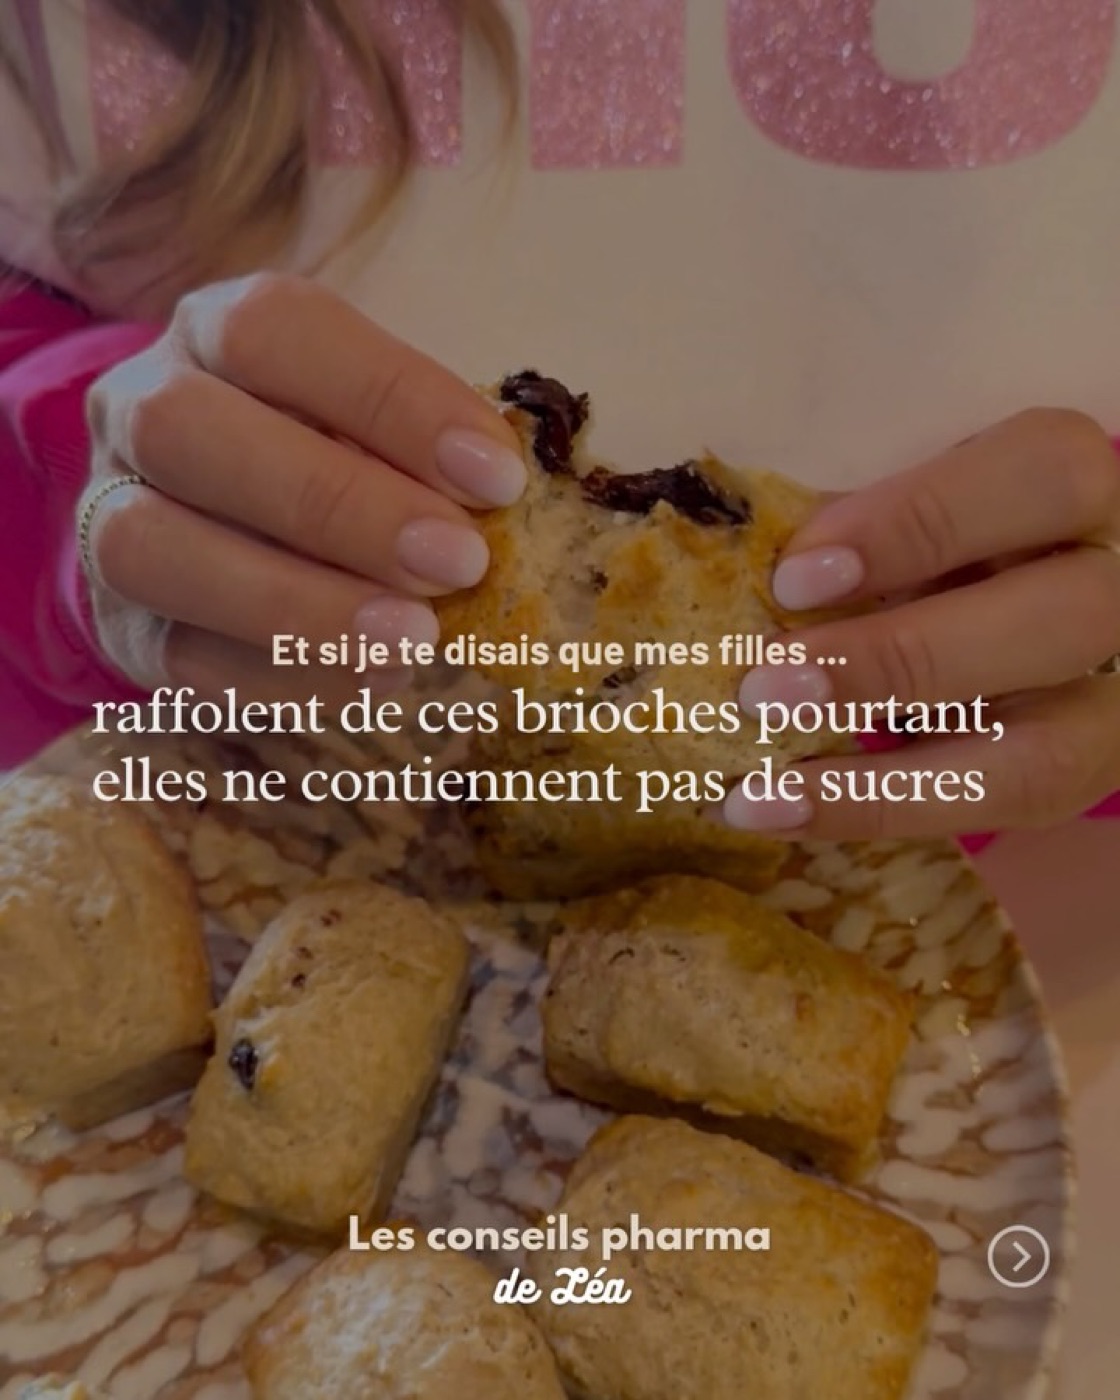 Et si je te disais que mes filles ...
raffolent de ces brioches pourtant,
elles ne contiennent pas de sucres
Les conseils pharma
de Léa